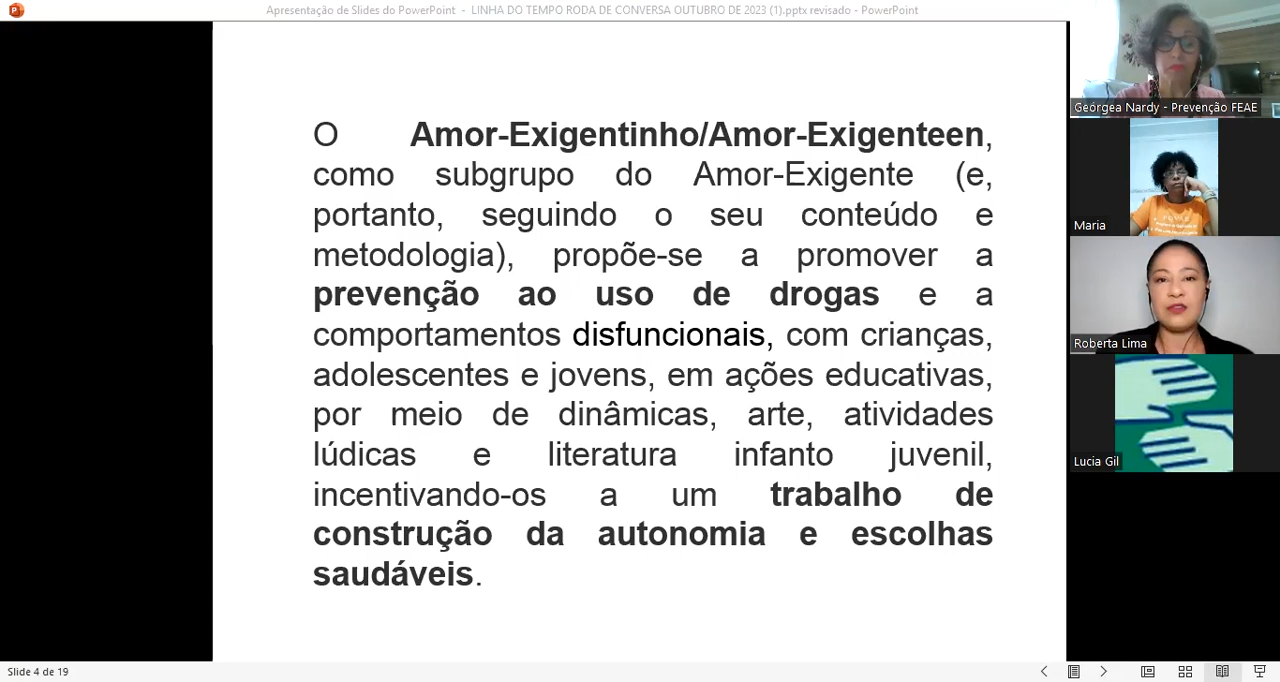 Apresentação de Slides do PowerPoint - LINHA DO TEMPO RODA DE CONVERSA OUTUBRO DE 2023 (1).pptx revisado - PowerPoint
O Amor-Exigentinho/Amor-Exigenteen,
como subgrupo do Amor-Exigente (e,
portanto, seguindo o seu conteúdo e
metodologia), propõe-se a promover a
prevenção ao uso de drogas e a
comportamentos disfuncionais, com crianças,
adolescentes e jovens, em ações educativas,
por meio de dinâmicas, arte, atividades
lúdicas e literatura infanto juvenil,
incentivando-os a um trabalho de
construção da autonomia e escolhas
saudáveis.
Geórgea Nardy - Prevenção FEAE
Maria
Roberta Lima
Lucia Gil
Slide 4 de 19